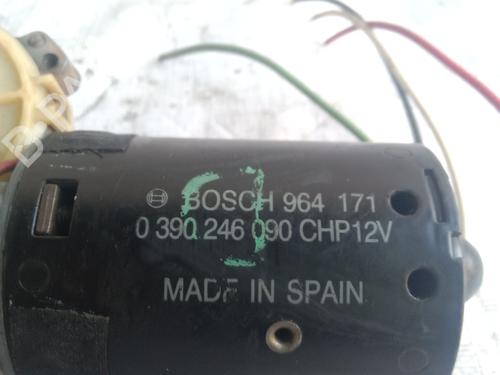 BOSCH 964 171
0 390 246 090 CHP12V
MADE IN SPAIN